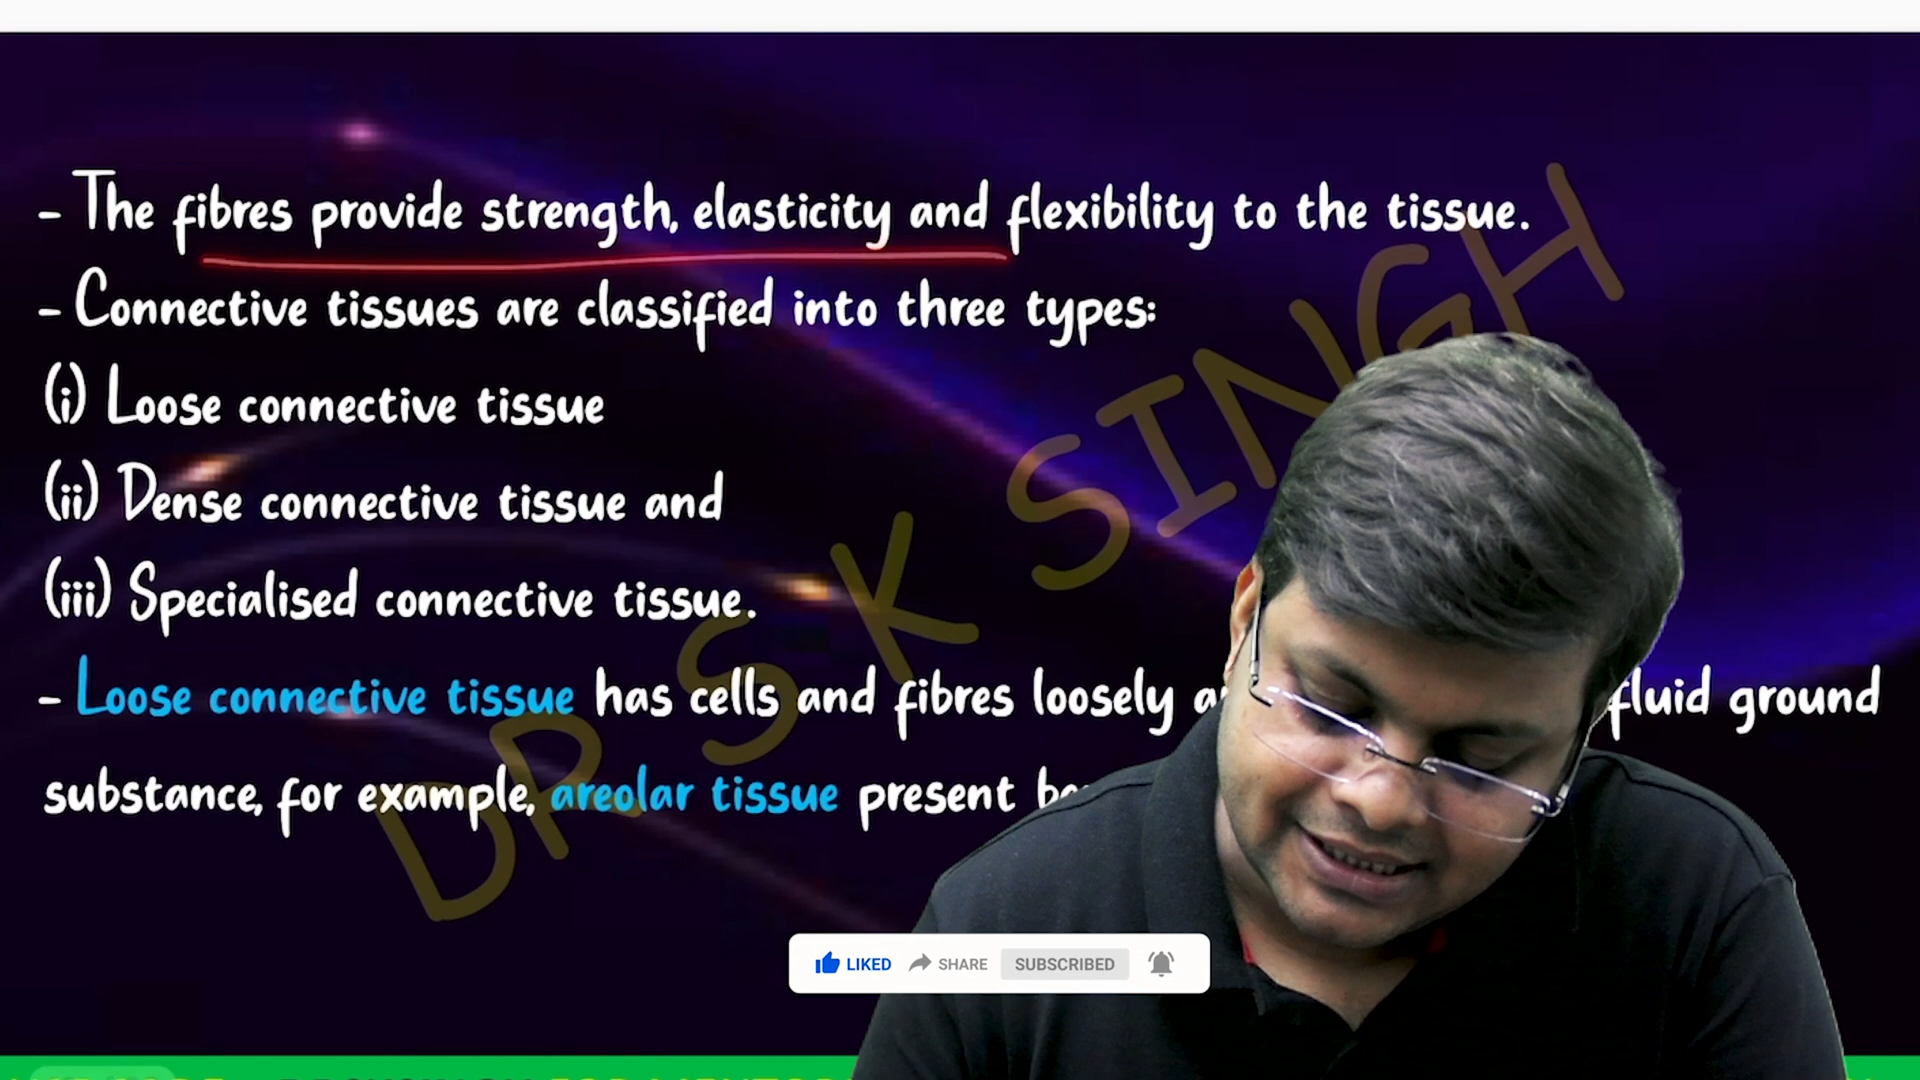 - The fibres provide strength, elasticity and flexibility to the tissue.
- Connective tissues are classified into three types:
(i) Loose connective tissue
(ii) Dense connective tissue and
(iii) Specialised connective tissue.
- Loose connective tissue has cells and fibres loosely fluid ground
substance, for example, areolar tissue present
DR S K SINGH
LIKED SHARE SUBSCRIBED